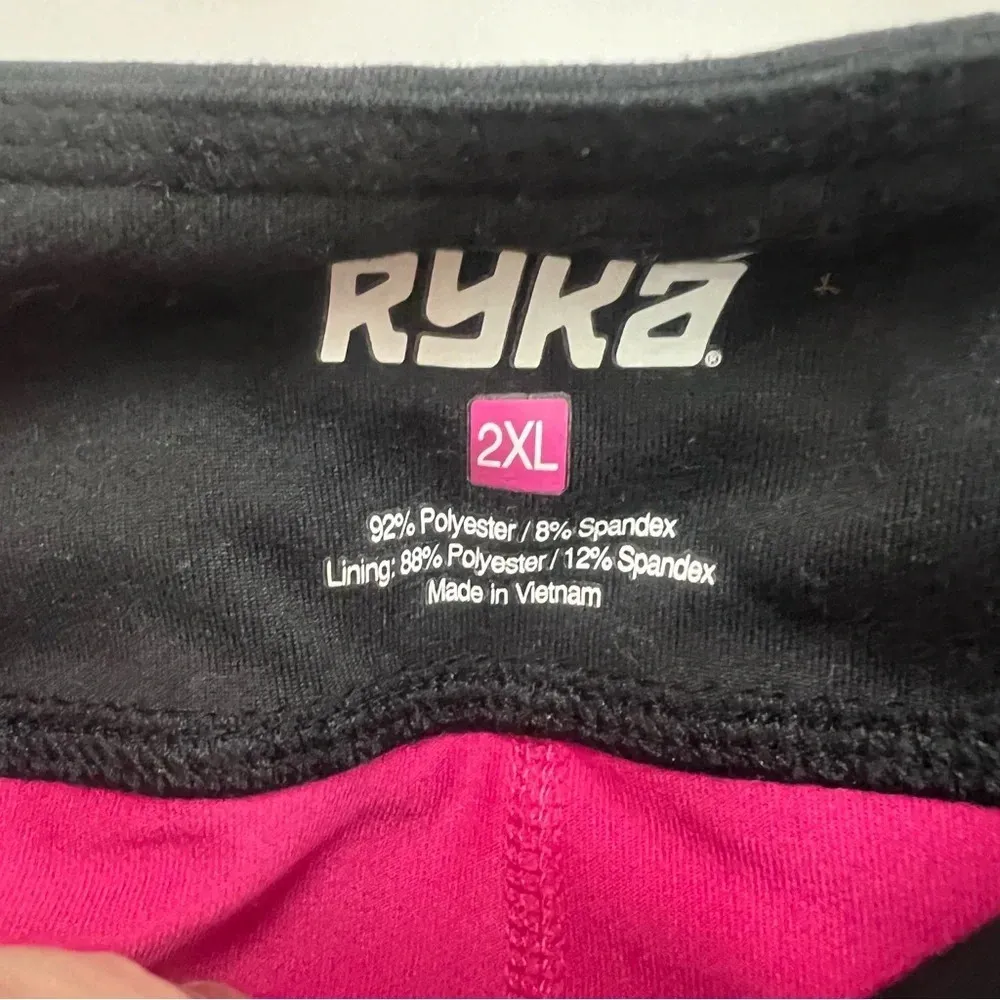 RYKA®
2XL
92% Polyester / 8% Spandex
Lining: 88% Polyester / 12% Spandex
Made in Vietnam